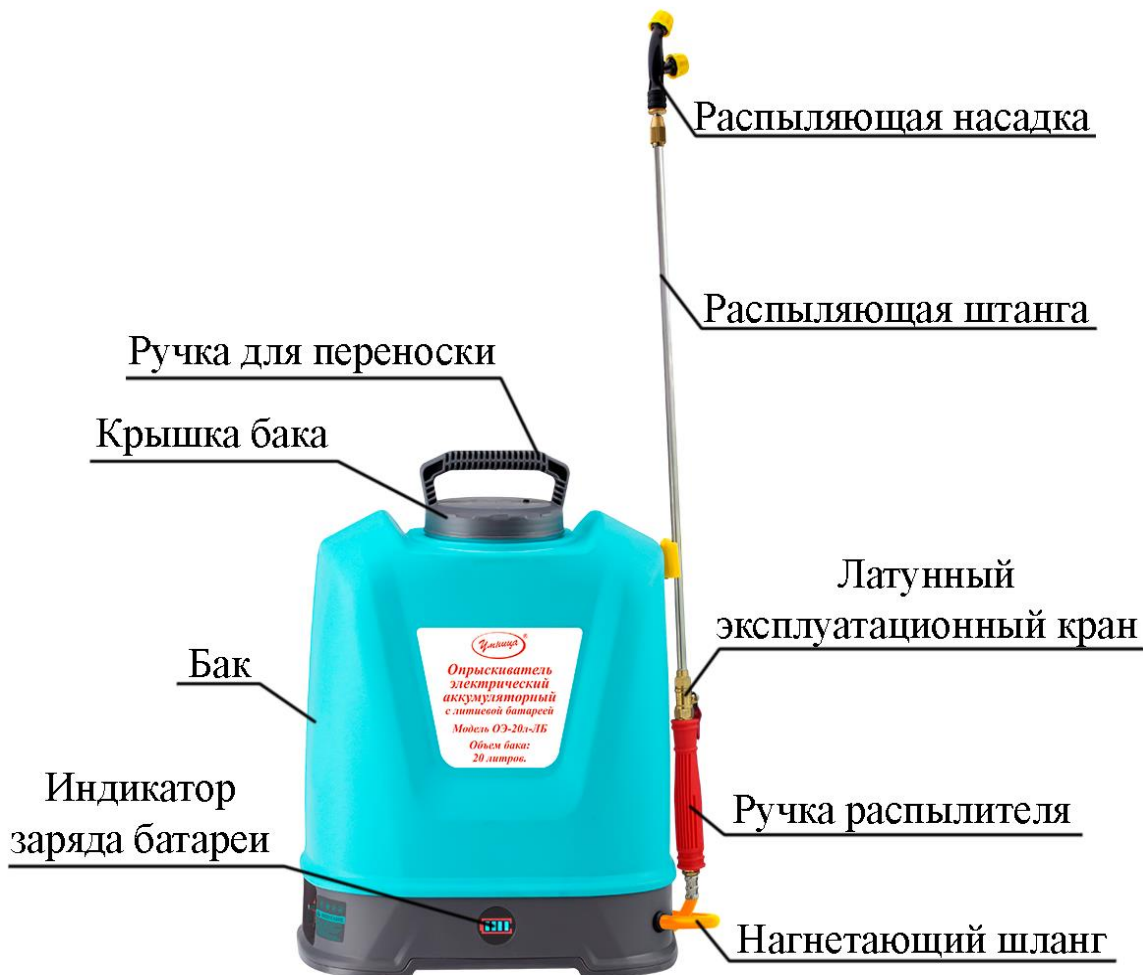 Распыляющая насадка
Распыляющая штанга
Ручка для переноски
Крышка бака
Латунный
эксплуатационный кран
Бак
Умница®
Опрыскиватель
электрический
аккумуляторный
с литиевой батареей
Модель ОЭ-20л-ЛБ
Объем бака:
20 литров.
Индикатор
заряда батареи
Ручка распылителя
Нагнетающий шланг